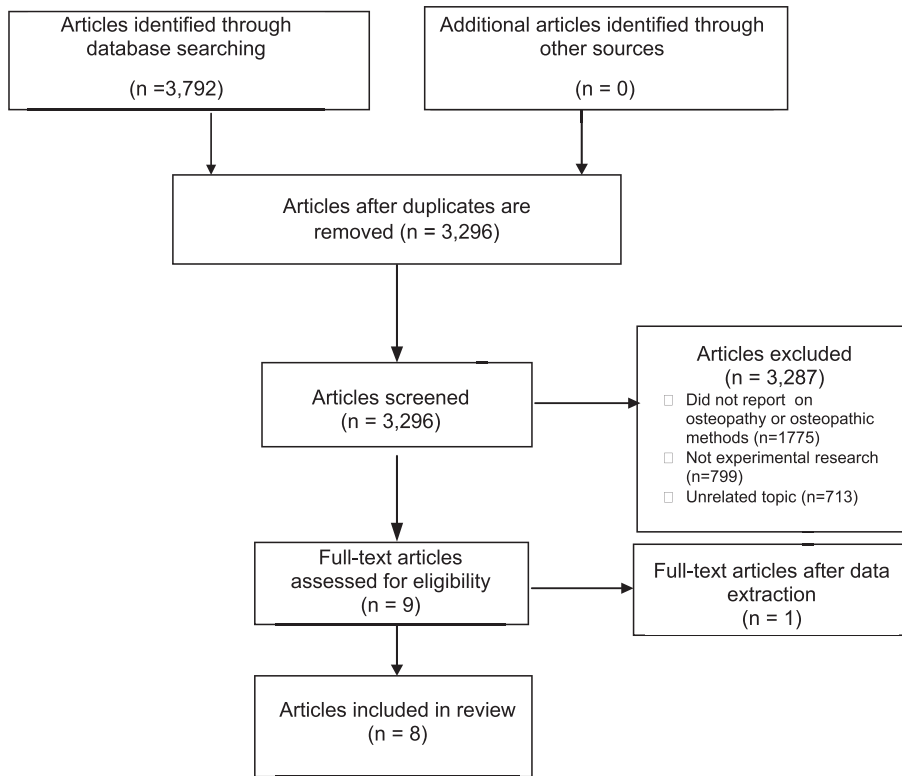 Articles identified through
database searching
(n =3,792)
Additional articles identified through
other sources
(n = 0)
Articles after duplicates are
removed (n = 3,296)
Articles screened
(n = 3,296)
Articles excluded
(n = 3,287)
Did not report on
osteopathy or osteopathic
methods (n=1775)
Not experimental research
(n=799)
Unrelated topic (n=713)
Full-text articles
assessed for eligibility
(n = 9)
Full-text articles after data
extraction
(n = 1)
Articles included in review
(n = 8)